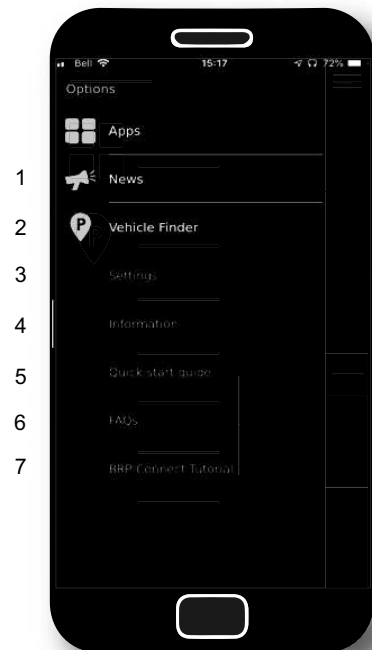 Bell 15:17 72%
Options
Apps
1 News
P
2 Vehicle Finder
3 Settings
4 Information
5 Quick start guide
6 FAQs
7 BRP Connect Tutorial